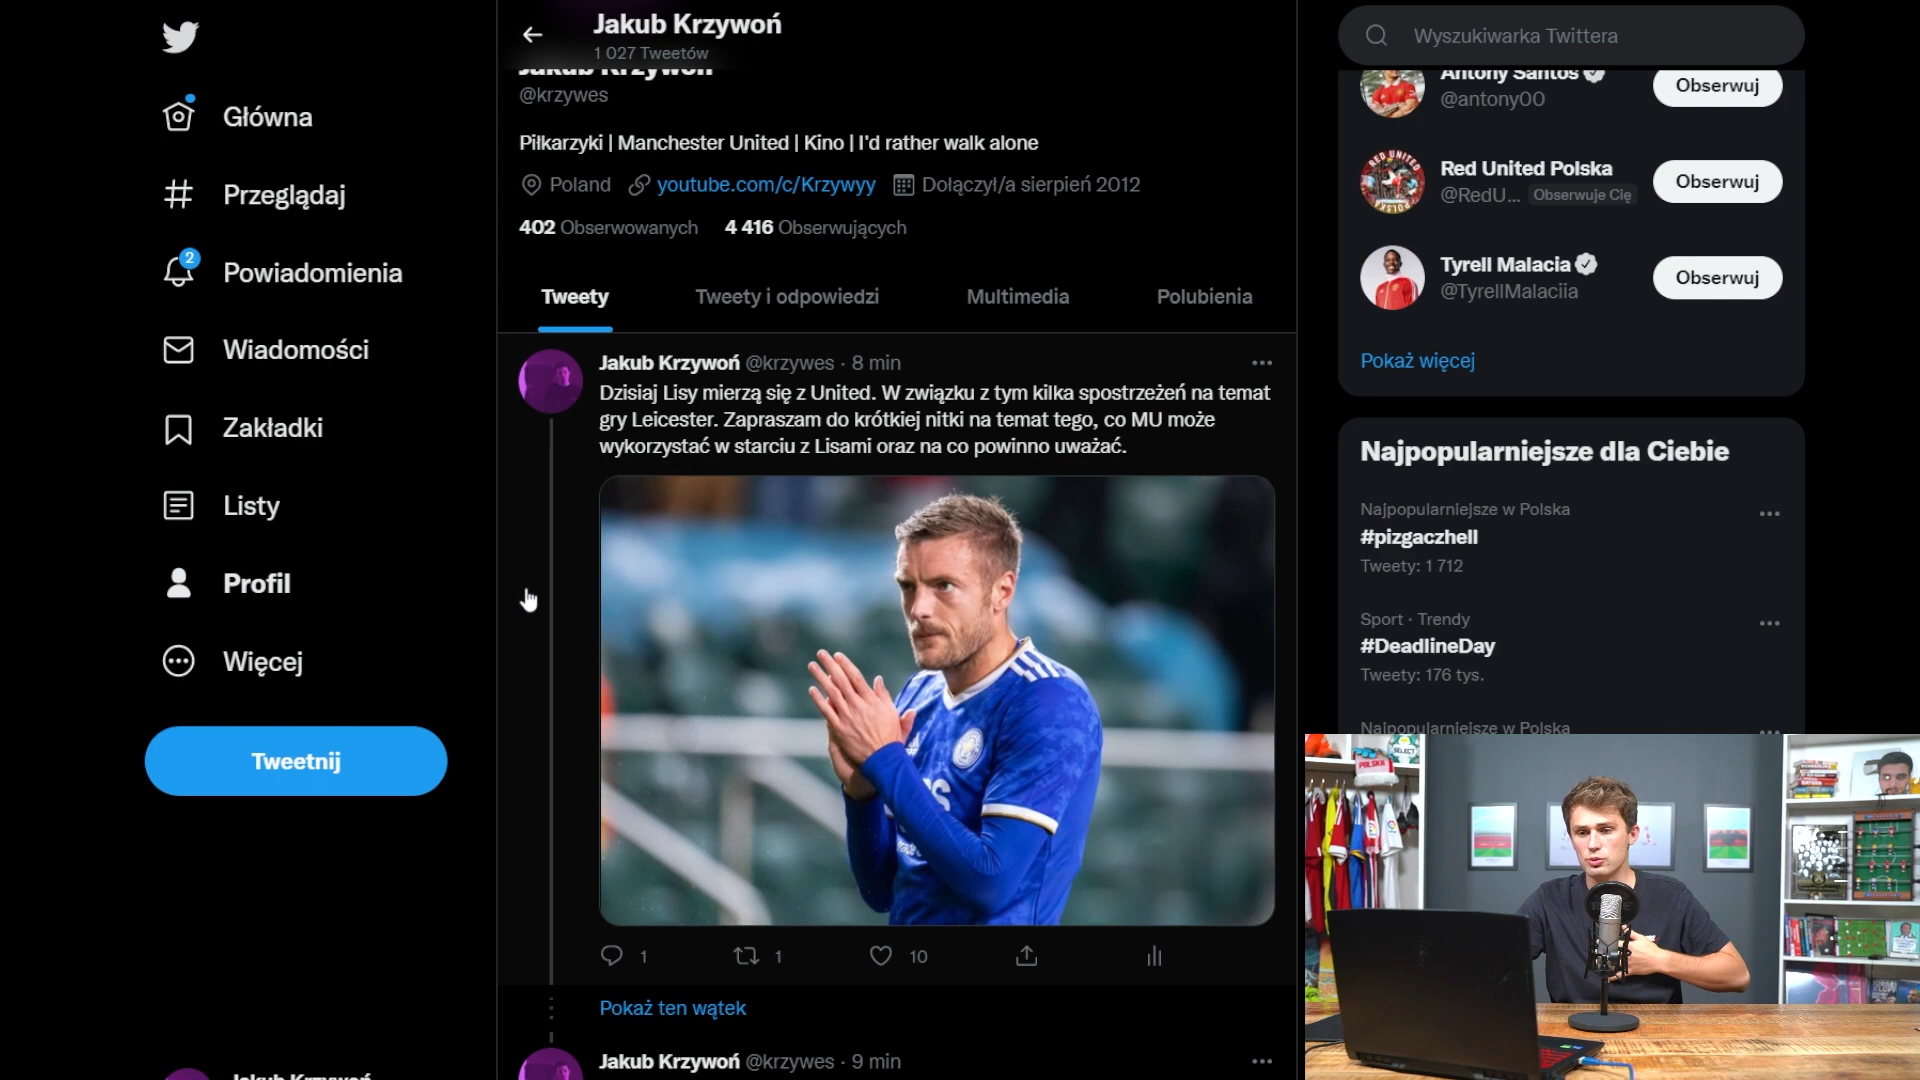 Główna
Przeglądaj
2
Powiadomienia
Wiadomości
Zakładki
Listy
Profil
Więcej
Tweetnij
Jakub Krzywoń
Jakub Krzywoń
1 027 Tweetów
Jakub Krzywoń
@krzywes
Piłkarzyki | Manchester United | Kino | I'd rather walk alone
Poland youtube.com/c/Krzywyy Dołączył/a sierpień 2012
402 Obserwowanych 4 416 Obserwujących
Tweety Tweety i odpowiedzi Multimedia Polubienia
Jakub Krzywoń @krzywes · 8 min
Dzisiaj Lisy mierzą się z United. W związku z tym kilka spostrzeżeń na temat
gry Leicester. Zapraszam do krótkiej nitki na temat tego, co MU może
wykorzystać w starciu z Lisami oraz na co powinno uważać.
1 1 10
Pokaż ten wątek
Jakub Krzywoń @krzywes · 9 min
Wyszukiwarka Twittera
Antony Santos
@antony00
Obserwuj
Red United Polska
@RedU... Obserwuje Cię
Obserwuj
Tyrell Malacia
@TyrellMalaciia
Obserwuj
Pokaż więcej
Najpopularniejsze dla Ciebie
Najpopularniejsze w Polska
#pizgaczhell
Tweety: 1 712
Sport · Trendy
#DeadlineDay
Tweety: 176 tys.
Najpopularniejsze w Polska
SELECT
POLSKA